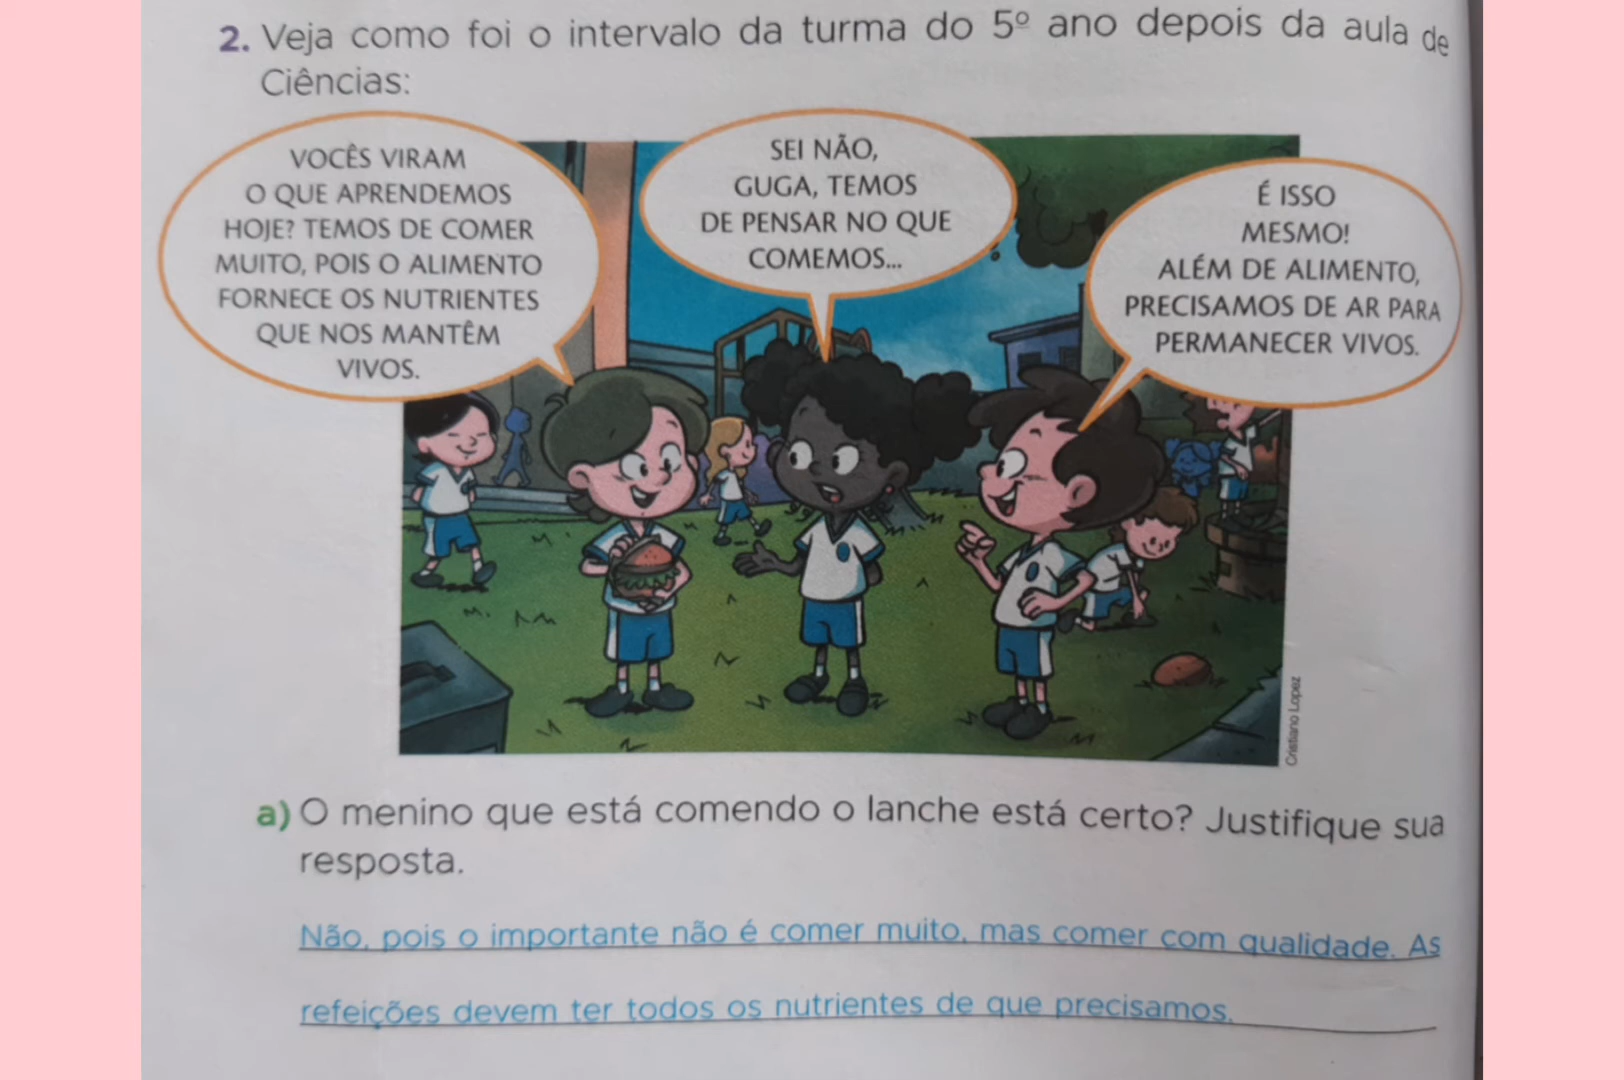 2. Veja como foi o intervalo da turma do 5º ano depois da aula de
Ciências:
VOCÊS VIRAM
O QUE APRENDEMOS
HOJE? TEMOS DE COMER
MUITO, POIS O ALIMENTO
FORNECE OS NUTRIENTES
QUE NOS MANTÊM
VIVOS.
SEI NÃO,
GUGA, TEMOS
DE PENSAR NO QUE
COMEMOS...
É ISSO
MESMO!
ALÉM DE ALIMENTO,
PRECISAMOS DE AR PARA
PERMANECER VIVOS.
Cristiano Lopez
a) O menino que está comendo o lanche está certo? Justifique sua
resposta.
Não, pois o importante não é comer muito, mas comer com qualidade. As
refeições devem ter todos os nutrientes de que precisamos.